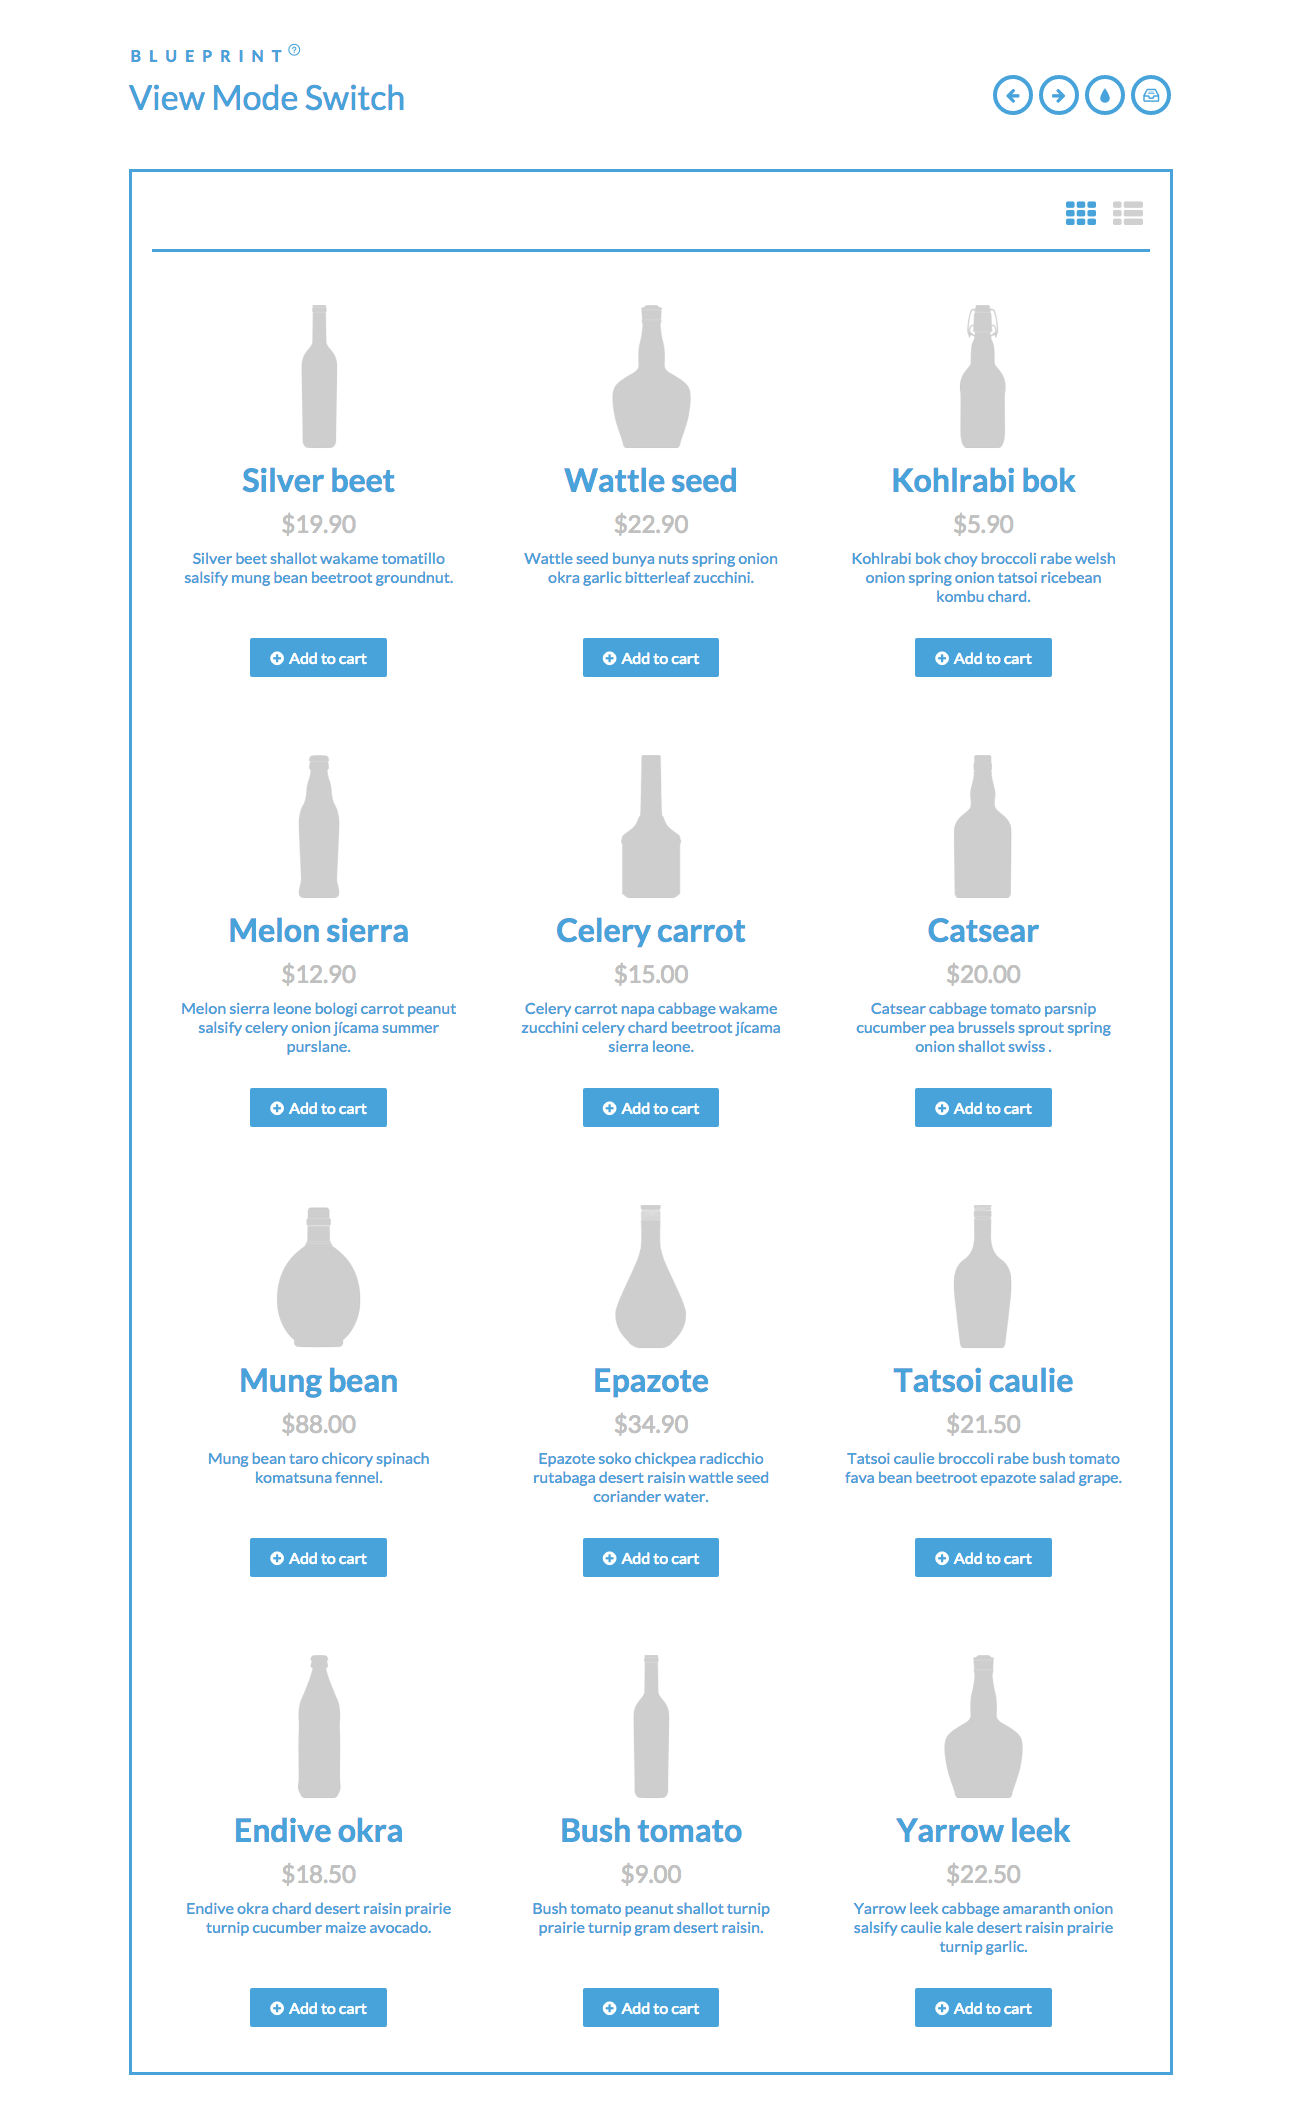 BLUEPRINT ?
View Mode Switch
Silver beet
$19.90
Silver beet shallot wakame tomatillo
salsify mung bean beetroot groundnut.
Add to cart
Wattle seed
$22.90
Wattle seed bunya nuts spring onion
okra garlic bitterleaf zucchini.
Add to cart
Kohlrabi bok
$5.90
Kohlrabi bok choy broccoli rabe welsh
onion spring onion tatsoi ricebean
kombu chard.
Add to cart
Melon sierra
$12.90
Melon sierra leone bologi carrot peanut
salsify celery onion jícama summer
purslane.
Add to cart
Celery carrot
$15.00
Celery carrot napa cabbage wakame
zucchini celery chard beetroot jícama
sierra leone.
Add to cart
Catsear
$20.00
Catsear cabbage tomato parsnip
cucumber pea brussels sprout spring
onion shallot swiss .
Add to cart
Mung bean
$88.00
Mung bean taro chicory spinach
komatsuna fennel.
Add to cart
Epazote
$34.90
Epazote soko chickpea radicchio
rutabaga desert raisin wattle seed
coriander water.
Add to cart
Tatsoi caulie
$21.50
Tatsoi caulie broccoli rabe bush tomato
fava bean beetroot epazote salad grape.
Add to cart
Endive okra
$18.50
Endive okra chard desert raisin prairie
turnip cucumber maize avocado.
Add to cart
Bush tomato
$9.00
Bush tomato peanut shallot turnip
prairie turnip gram desert raisin.
Add to cart
Yarrow leek
$22.50
Yarrow leek cabbage amaranth onion
salsify caulie kale desert raisin prairie
turnip garlic.
Add to cart